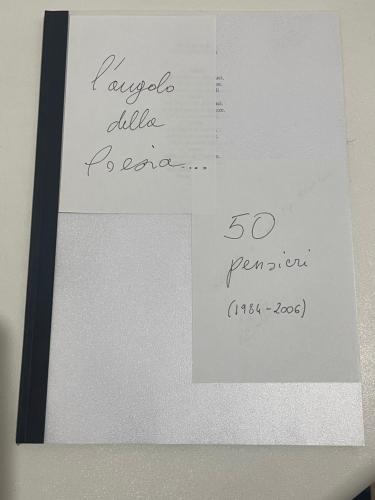 l'angolo
della
Poesia...
50
pensieri
(1984-2006)